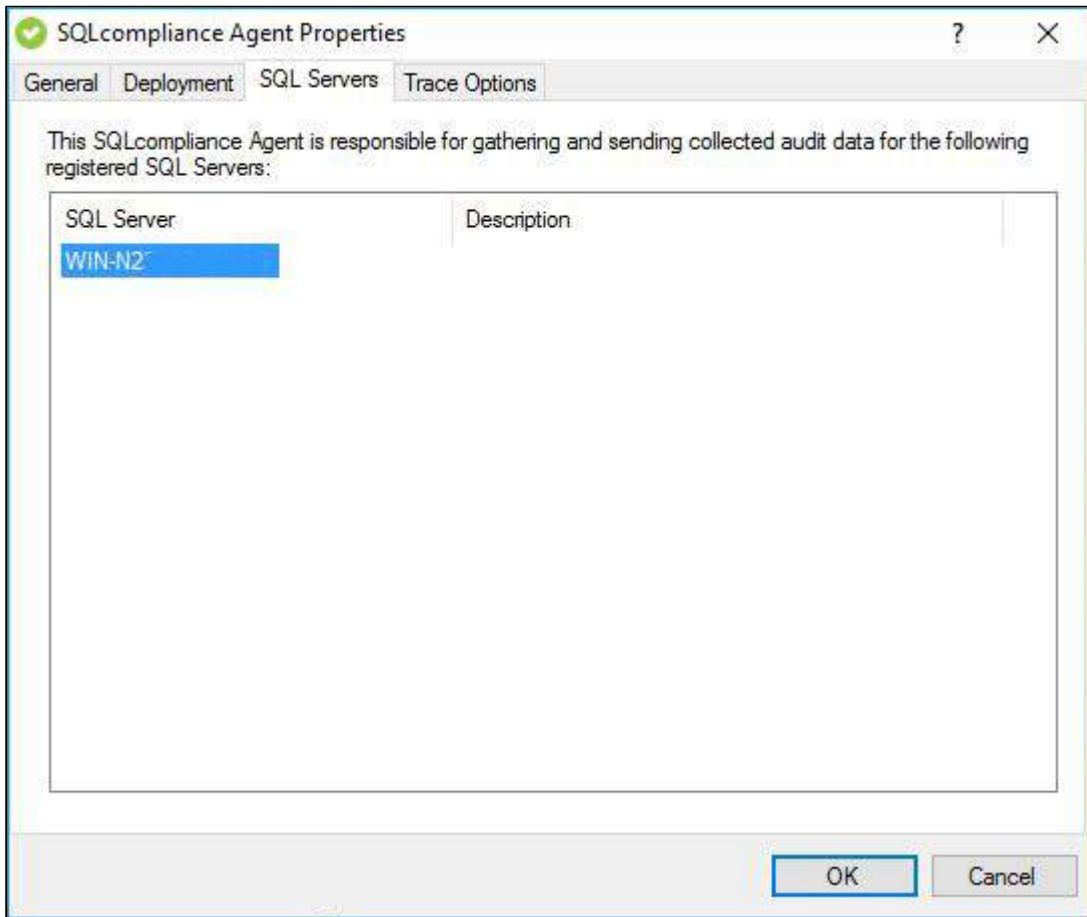 SQLcompliance Agent Properties
? X
General Deployment SQL Servers Trace Options
This SQLcompliance Agent is responsible for gathering and sending collected audit data for the following
registered SQL Servers:
SQL Server Description
WIN-N2
OK Cancel